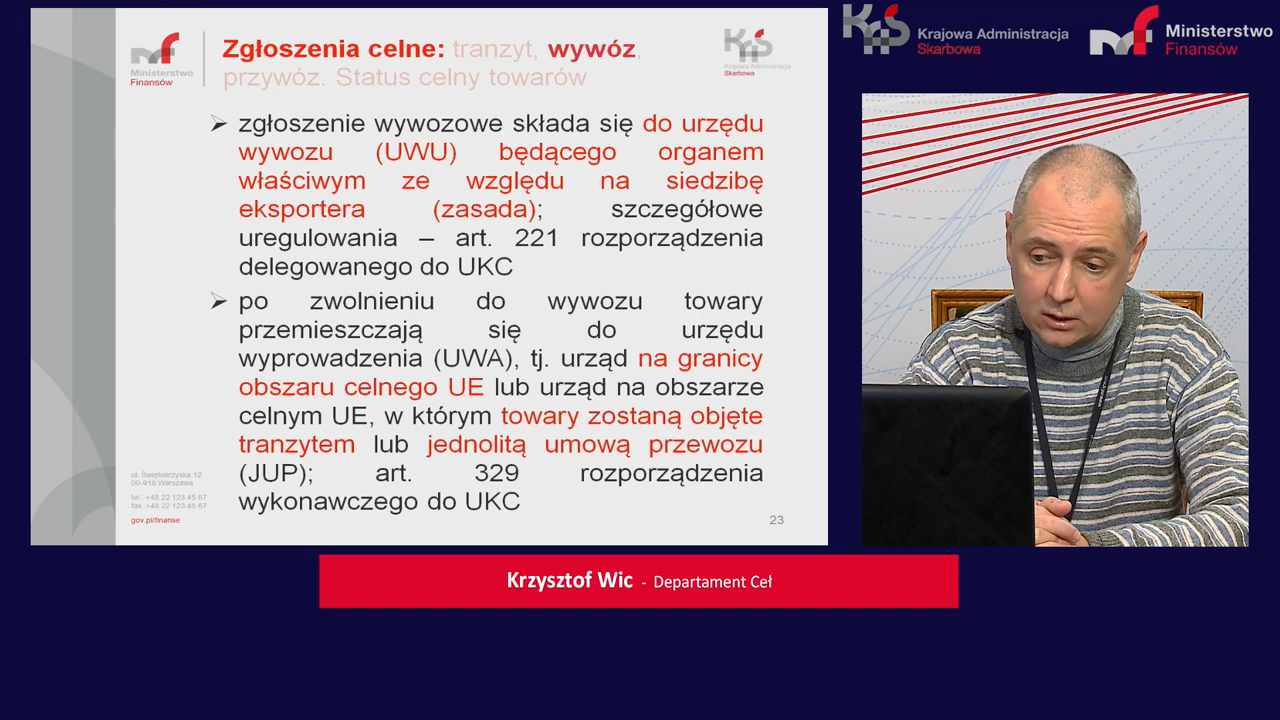 Ministerstwo
Finansów
Zgłoszenia celne: tranzyt, wywóz,
przywóz. Status celny towarów
KAS
Krajowa Administracja
Skarbowa
zgłoszenie wywozowe składa się do urzędu
wywozu (UWU) będącego organem
właściwym ze względu na siedzibę
eksportera (zasada); szczegółowe
uregulowania – art. 221 rozporządzenia
delegowanego do UKC
po zwolnieniu do wywozu towary
przemieszczają się do urzędu
wyprowadzenia (UWA), tj. urząd na granicy
obszaru celnego UE lub urząd na obszarze
celnym UE, w którym towary zostaną objęte
tranzytem lub jednolitą umową przewozu
(JUP); art. 329 rozporządzenia
wykonawczego do UKC
ul. Świętokrzyska 12
00-916 Warszawa
tel.: +48 22 123 45 67
fax :+48 22 123 45 67
gov.pl/finanse
23
KAS
Krajowa Administracja
Skarbowa
mf
Ministerstwo
Finansów
Krzysztof Wic - Departament Ceł